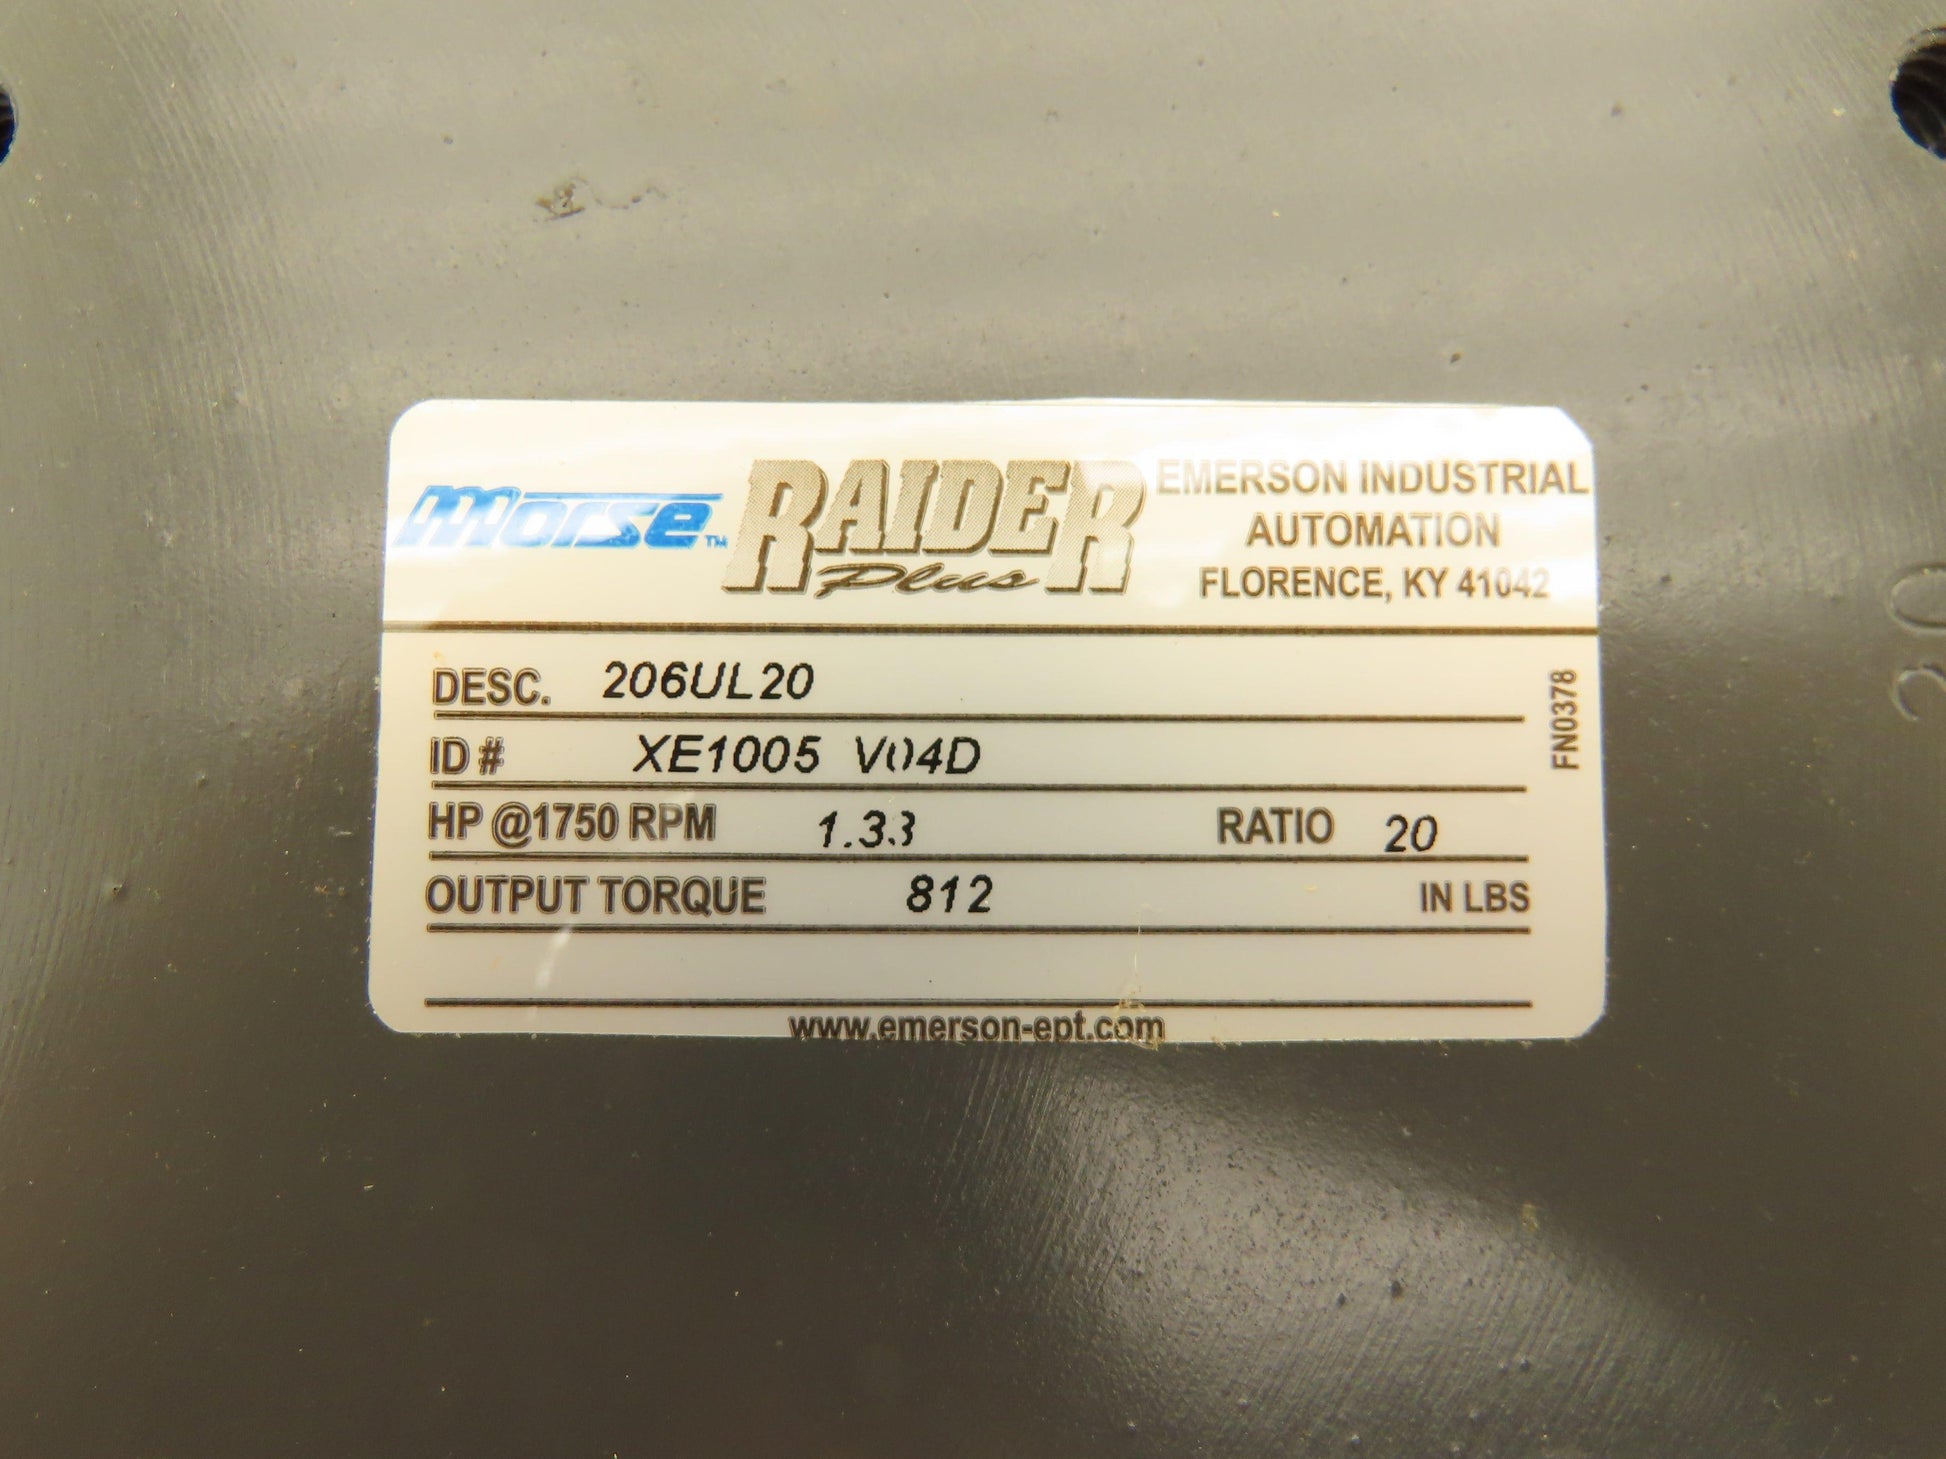 morse™ RAIDER Plus
EMERSON INDUSTRIAL
AUTOMATION
FLORENCE, KY 41042
DESC. 206UL20
ID # XE1005 V04D
HP @1750 RPM 1.33 RATIO 20
OUTPUT TORQUE 812 IN LBS
www.emerson-ept.com
FN0378
20